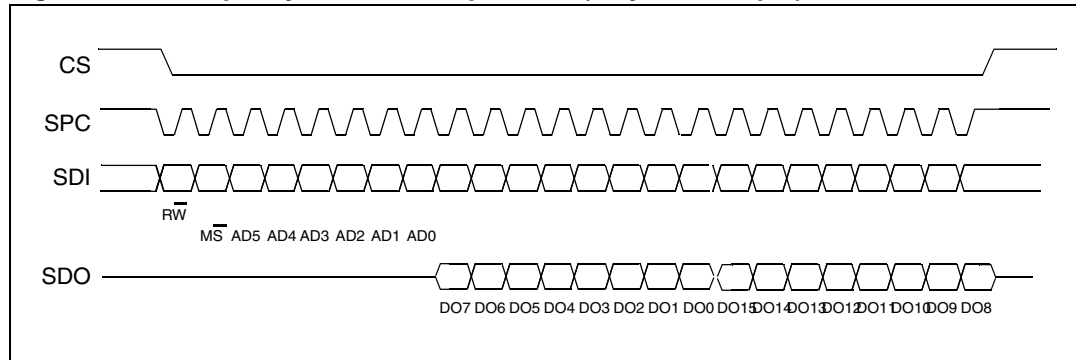 CS
SPC
SDI
RW
MS AD5 AD4 AD3 AD2 AD1 AD0
SDO
DO7 DO6 DO5 DO4 DO3 DO2 DO1 DO0 DO15 DO14 DO13 DO12 DO11 DO10 DO9 DO8